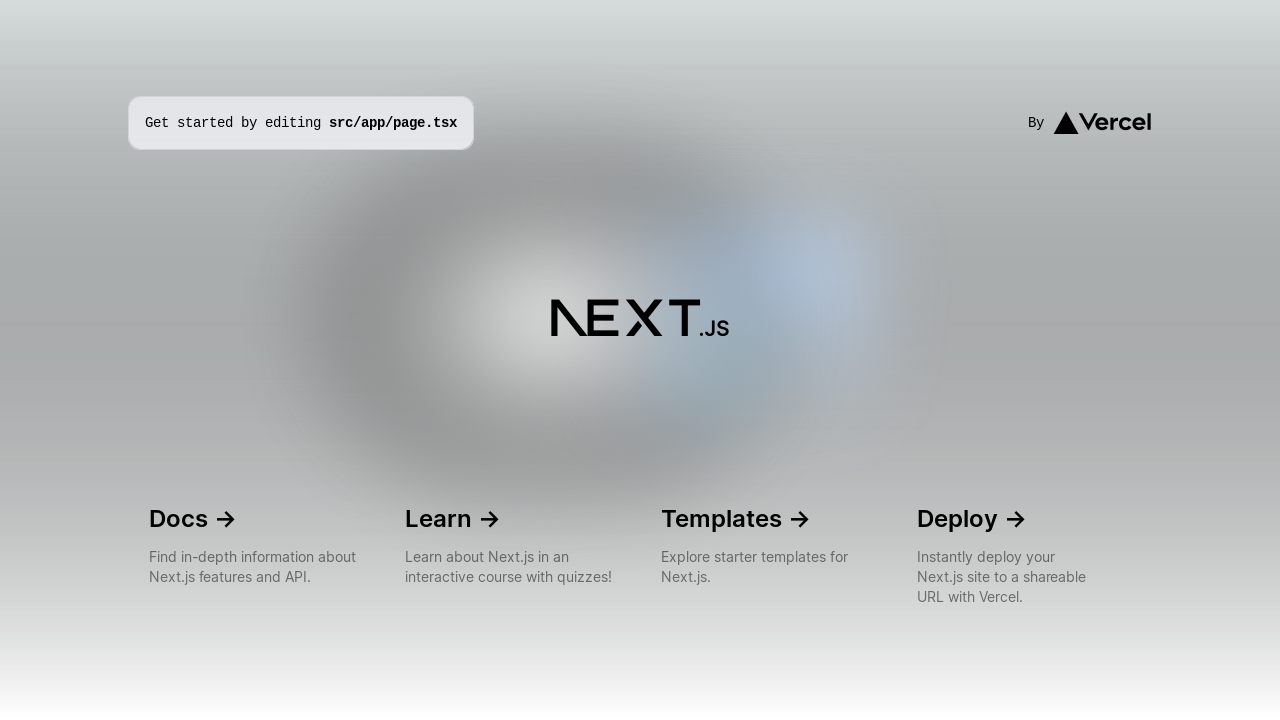 Get started by editing src/app/page.tsx
By Vercel
NEXT.JS
Docs →
Find in-depth information about
Next.js features and API.
Learn →
Learn about Next.js in an
interactive course with quizzes!
Templates →
Explore starter templates for
Next.js.
Deploy →
Instantly deploy your
Next.js site to a shareable
URL with Vercel.